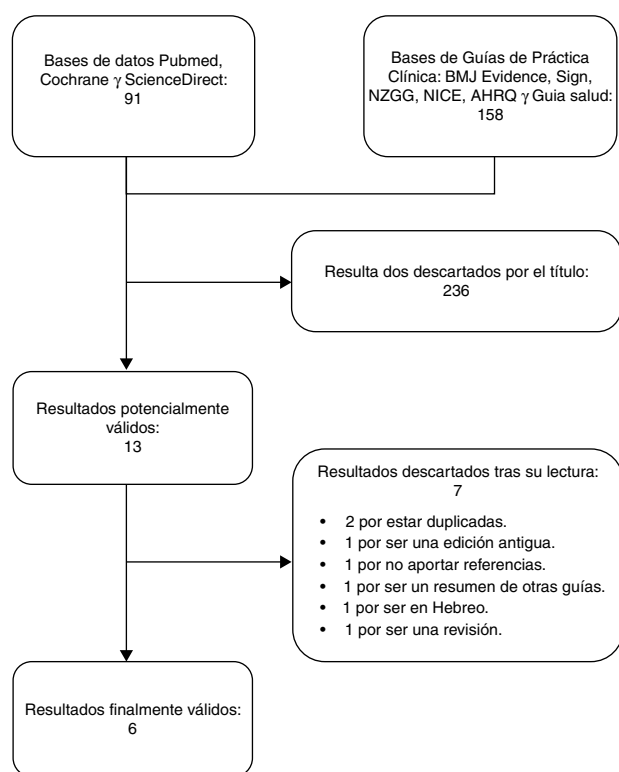 Bases de datos Pubmed,
Cochrane γ ScienceDirect:
91
Bases de Guías de Práctica
Clínica: BMJ Evidence, Sign,
NZGG, NICE, AHRQ γ Guia salud:
158
Resulta dos descartados por el título:
236
Resultados potencialmente
válidos:
13
Resultados descartados tras su lectura:
7
• 2 por estar duplicadas.
• 1 por ser una edición antigua.
• 1 por no aportar referencias.
• 1 por ser un resumen de otras guías.
• 1 por ser en Hebreo.
• 1 por ser una revisión.
Resultados finalmente válidos:
6